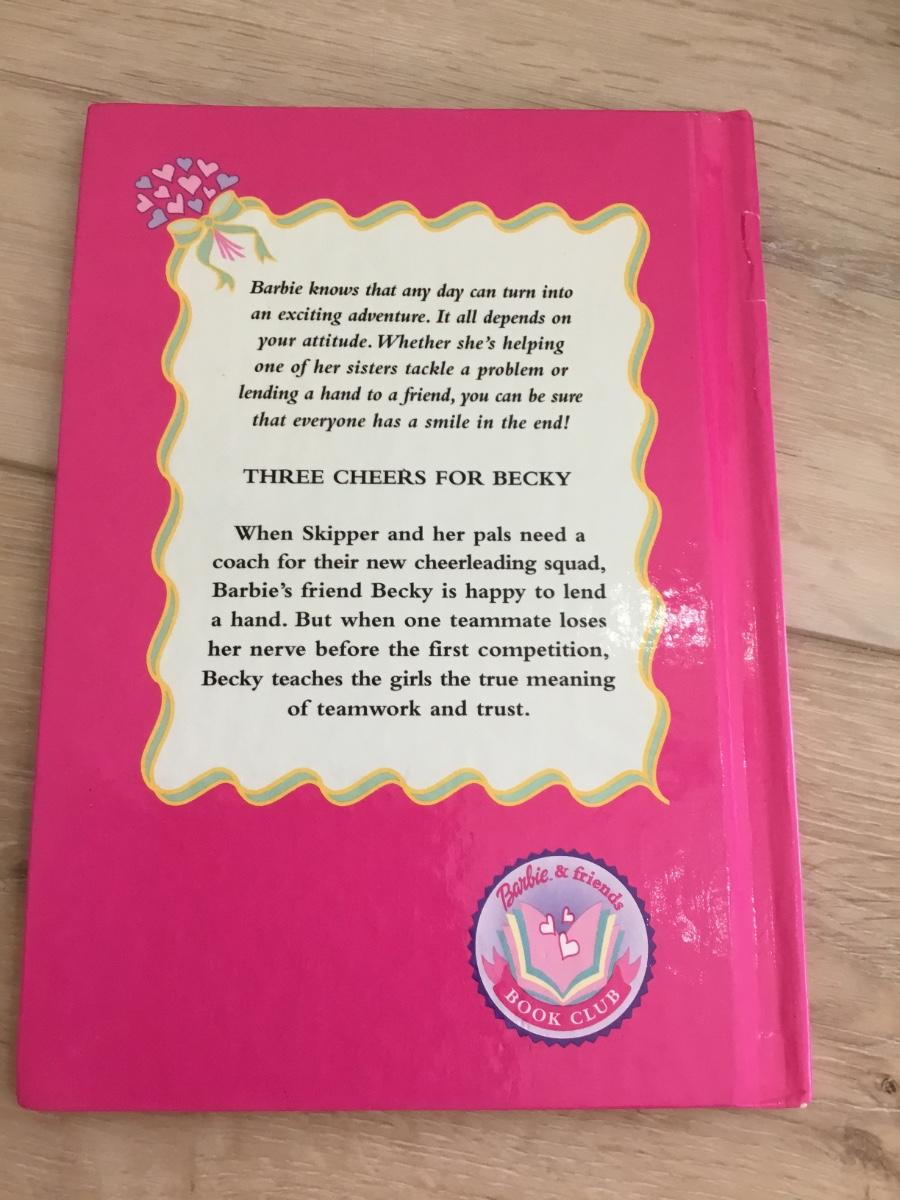 Barbie knows that any day can turn into
an exciting adventure. It all depends on
your attitude. Whether she's helping
one of her sisters tackle a problem or
lending a hand to a friend, you can be sure
that everyone has a smile in the end!
THREE CHEERS FOR BECKY
When Skipper and her pals need a
coach for their new cheerleading squad,
Barbie's friend Becky is happy to lend
a hand. But when one teammate loses
her nerve before the first competition,
Becky teaches the girls the true meaning
of teamwork and trust.
Barbie & friends
BOOK CLUB